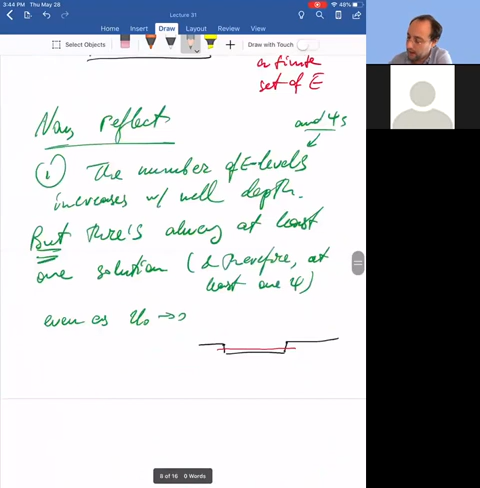 3:44 PM Thu May 28
48%
Lecture 31
Home Insert Draw Layout Review View
Select Objects
Draw with Touch
a finite
set of E
Now reflect
and ψs
(1) The number of E-levels
increases w/ well depth.
But there's always at least
one solution (& therefore, at
least one ψ)
even as U₀ → 0
8 of 16 0 Words